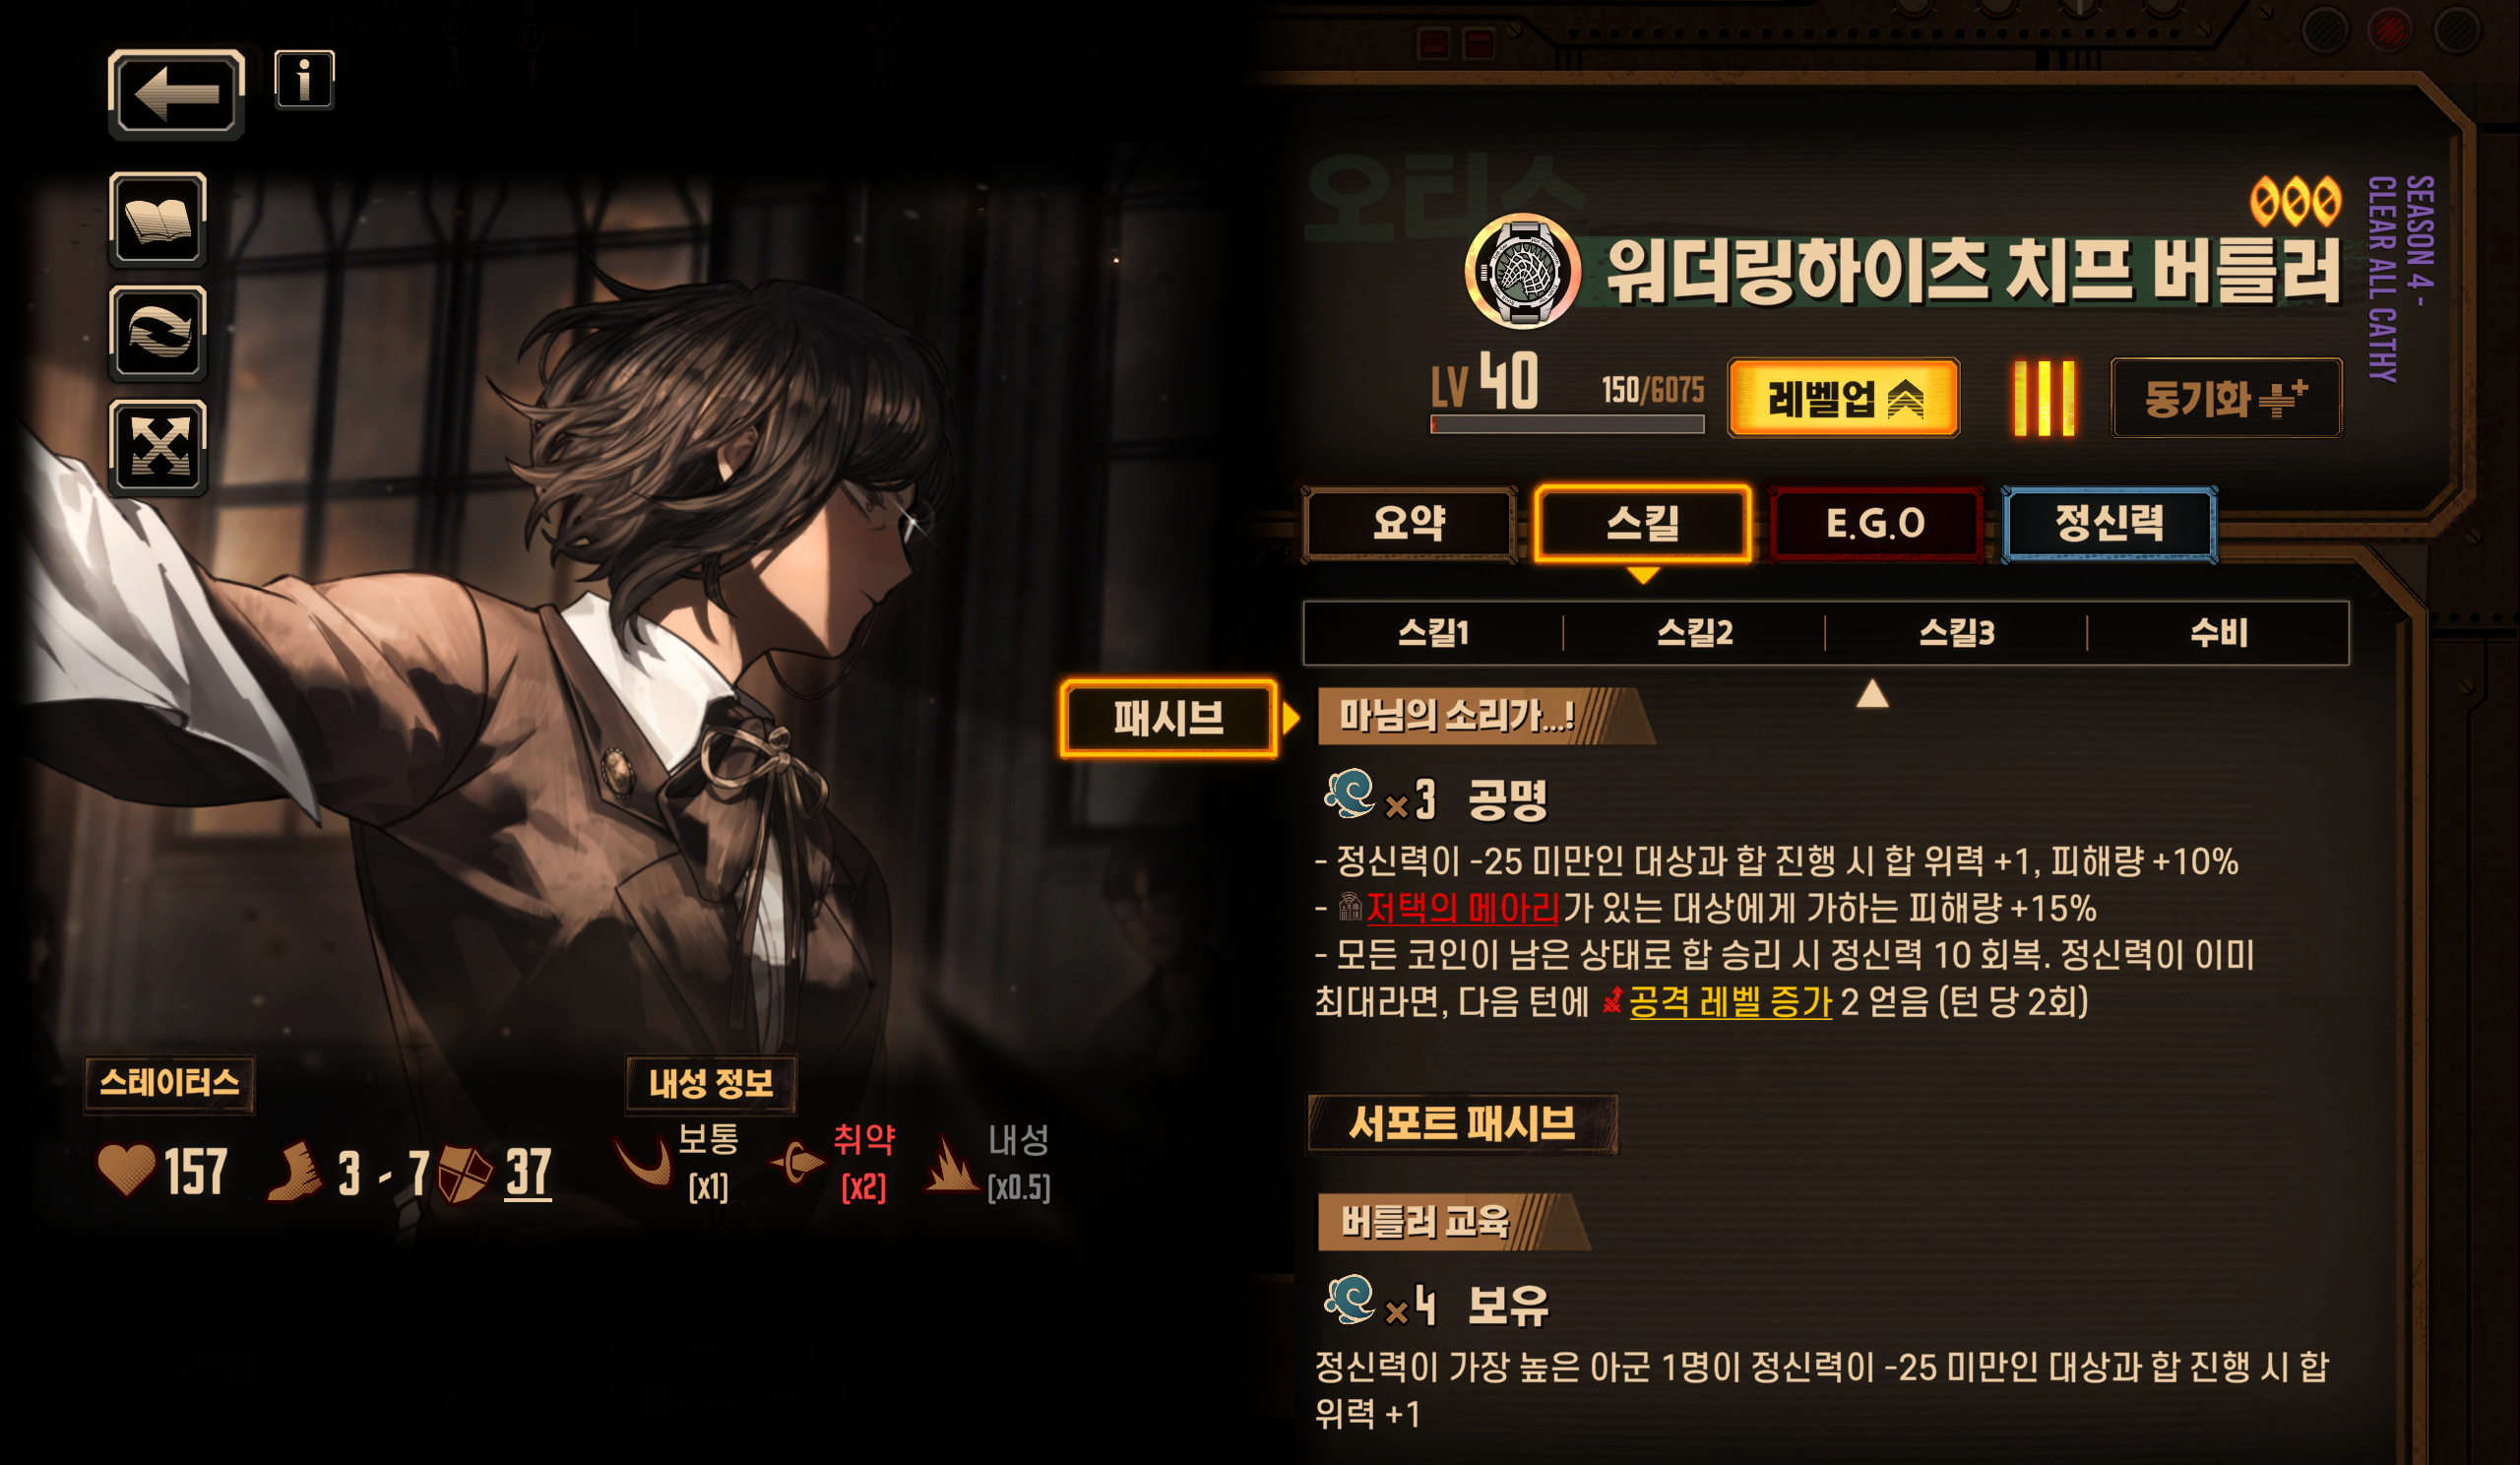 오티스
워더링하이츠 치프 버틀러
SEASON 4 -
CLEAR ALL CATHY
LV 40
150/6075
레벨업
동기화
요약
스킬
E.G.O
정신력
스킬1
스킬2
스킬3
수비
패시브
마님의 소리가...!
×3 공명
- 정신력이 -25 미만인 대상과 합 진행 시 합 위력 +1, 피해량 +10%
- 저택의 메아리가 있는 대상에게 가하는 피해량 +15%
- 모든 코인이 남은 상태로 합 승리 시 정신력 10 회복. 정신력이 이미
최대라면, 다음 턴에 공격 레벨 증가 2 얻음 (턴 당 2회)
서포트 패시브
버틀러 교육
×4 보유
정신력이 가장 높은 아군 1명이 정신력이 -25 미만인 대상과 합 진행 시 합
위력 +1
스테이터스
157
3 - 7
37
내성 정보
보통
[x1]
취약
[x2]
내성
[x0.5]